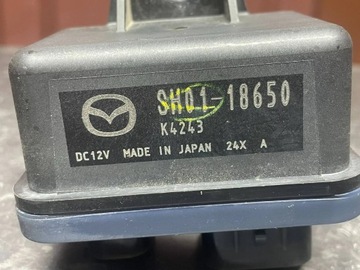 SH01-18650
K4243
DC12V MADE IN JAPAN 24X A